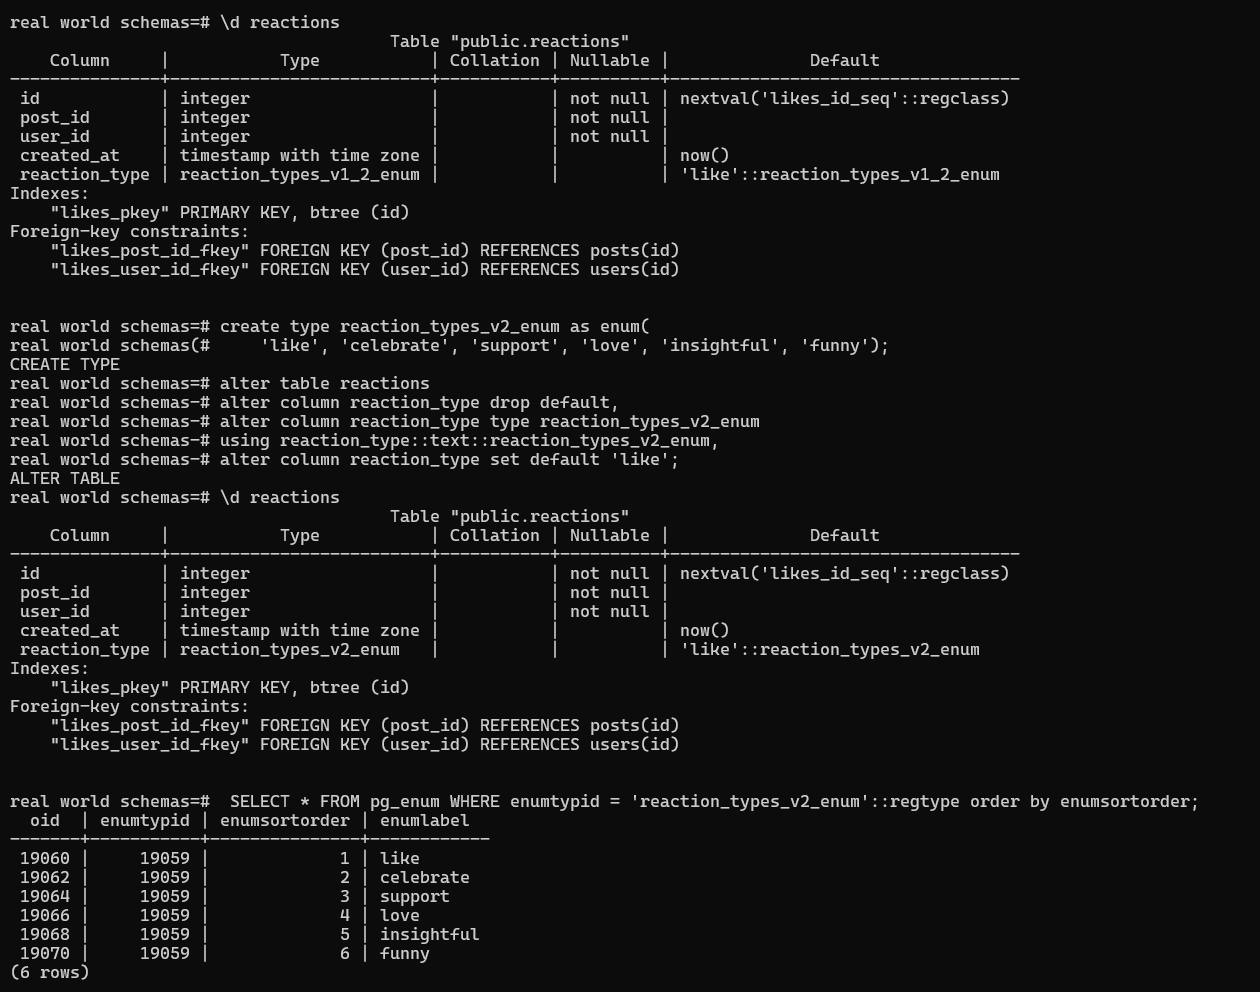 real world schemas=# \d reactions
                                      Table "public.reactions"
    Column     |           Type           | Collation | Nullable |              Default
---------------+--------------------------+-----------+----------+-----------------------------------
 id            | integer                  |           | not null | nextval('likes_id_seq'::regclass)
 post_id       | integer                  |           | not null |
 user_id       | integer                  |           | not null |
 created_at    | timestamp with time zone |           |          | now()
 reaction_type | reaction_types_v1_2_enum |           |          | 'like'::reaction_types_v1_2_enum
Indexes:
    "likes_pkey" PRIMARY KEY, btree (id)
Foreign-key constraints:
    "likes_post_id_fkey" FOREIGN KEY (post_id) REFERENCES posts(id)
    "likes_user_id_fkey" FOREIGN KEY (user_id) REFERENCES users(id)
real world schemas=# create type reaction_types_v2_enum as enum(
real world schemas(#     'like', 'celebrate', 'support', 'love', 'insightful', 'funny');
CREATE TYPE
real world schemas=# alter table reactions
real world schemas-# alter column reaction_type drop default,
real world schemas-# alter column reaction_type type reaction_types_v2_enum
real world schemas-# using reaction_type::text::reaction_types_v2_enum,
real world schemas-# alter column reaction_type set default 'like';
ALTER TABLE
real world schemas=# \d reactions
                                      Table "public.reactions"
    Column     |           Type           | Collation | Nullable |              Default
---------------+--------------------------+-----------+----------+-----------------------------------
 id            | integer                  |           | not null | nextval('likes_id_seq'::regclass)
 post_id       | integer                  |           | not null |
 user_id       | integer                  |           | not null |
 created_at    | timestamp with time zone |           |          | now()
 reaction_type | reaction_types_v2_enum   |           |          | 'like'::reaction_types_v2_enum
Indexes:
    "likes_pkey" PRIMARY KEY, btree (id)
Foreign-key constraints:
    "likes_post_id_fkey" FOREIGN KEY (post_id) REFERENCES posts(id)
    "likes_user_id_fkey" FOREIGN KEY (user_id) REFERENCES users(id)
real world schemas=#  SELECT * FROM pg_enum WHERE enumtypid = 'reaction_types_v2_enum'::regtype order by enumsortorder;
  oid  | enumtypid | enumsortorder | enumlabel
-------+-----------+---------------+------------
 19060 |     19059 |             1 | like
 19062 |     19059 |             2 | celebrate
 19064 |     19059 |             3 | support
 19066 |     19059 |             4 | love
 19068 |     19059 |             5 | insightful
 19070 |     19059 |             6 | funny
(6 rows)